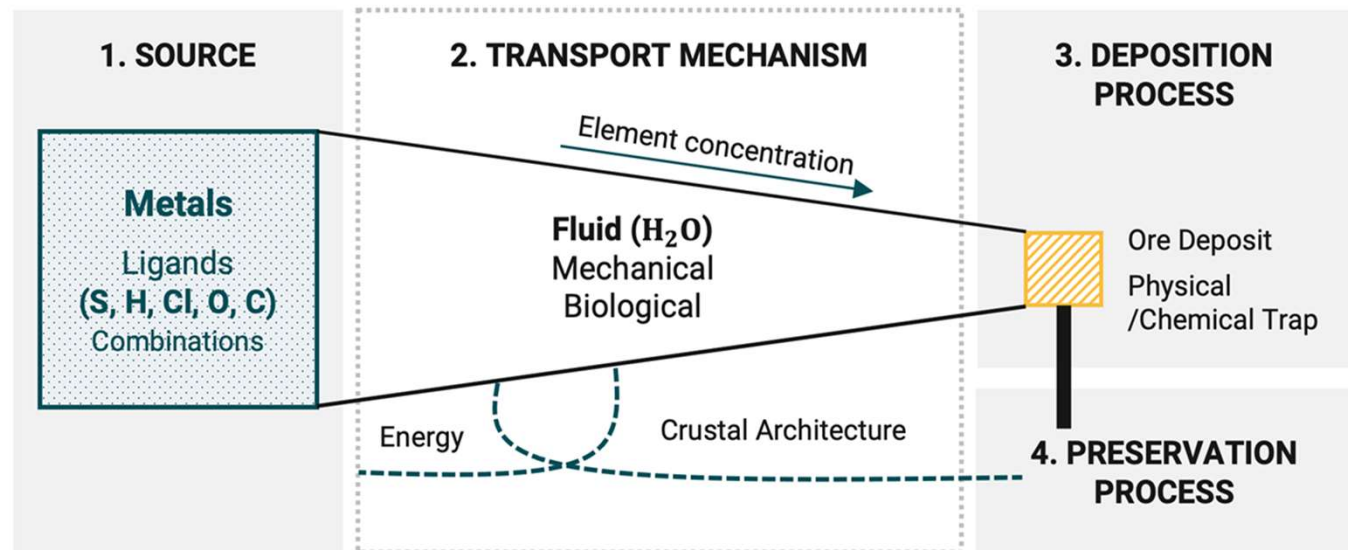 1. SOURCE
Metals
Ligands
(S, H, Cl, O, C)
Combinations
2. TRANSPORT MECHANISM
Element concentration
Fluid (H₂O)
Mechanical
Biological
Energy
Crustal Architecture
3. DEPOSITION
PROCESS
Ore Deposit
Physical
/Chemical Trap
4. PRESERVATION
PROCESS